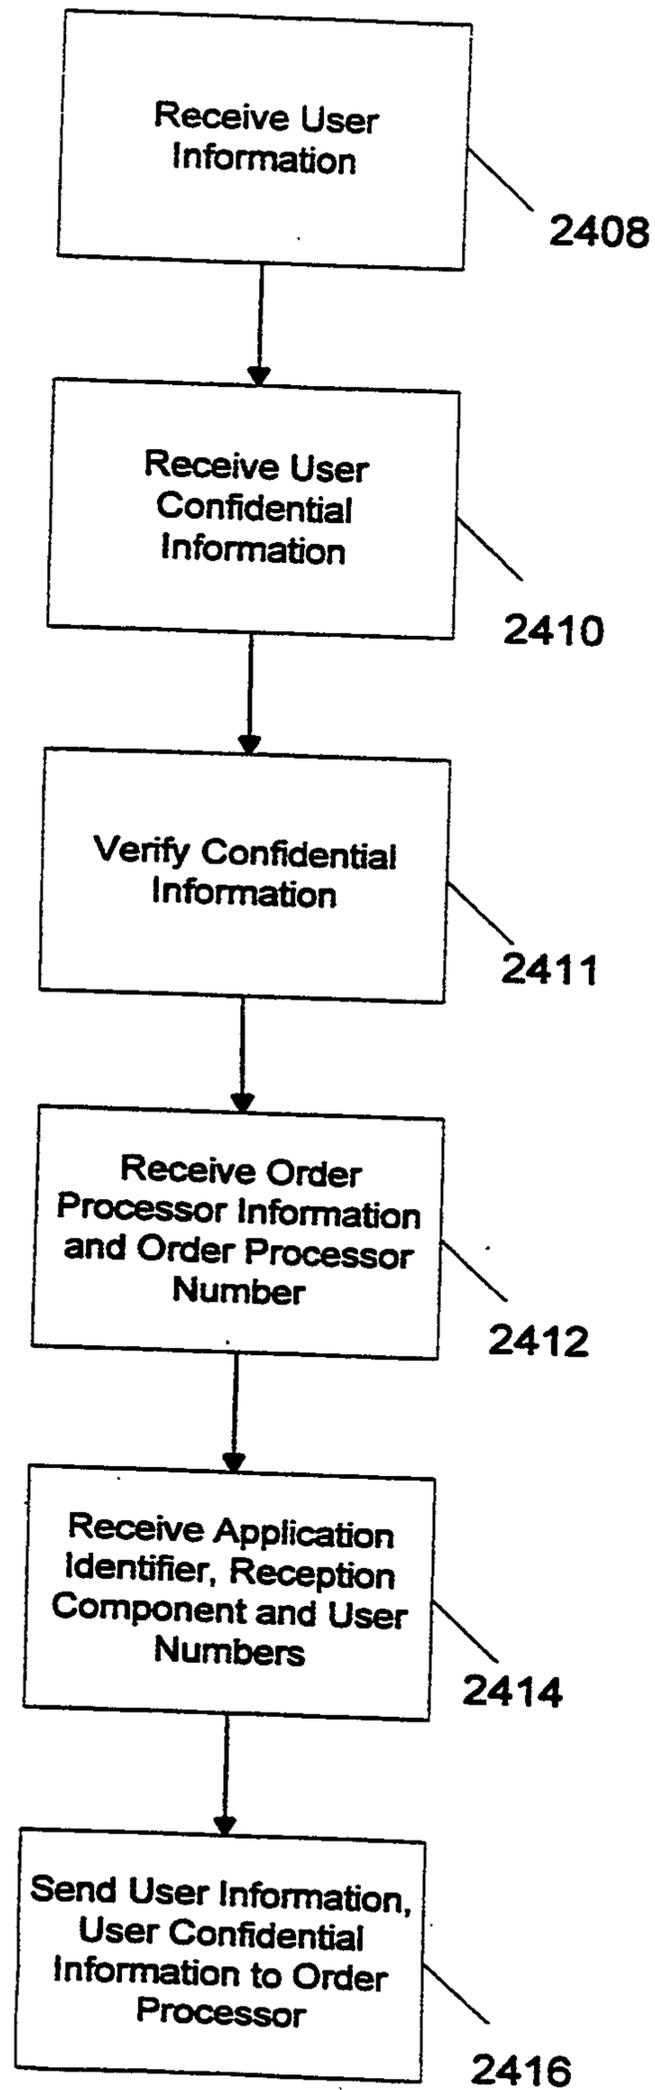 Receive User
Information
2408
Receive User
Confidential
Information
2410
Verify Confidential
Information
2411
Receive Order
Processor Information
and Order Processor
Number
2412
Receive Application
Identifier, Reception
Component and User
Numbers
2414
Send User Information,
User Confidential
Information to Order
Processor
2416